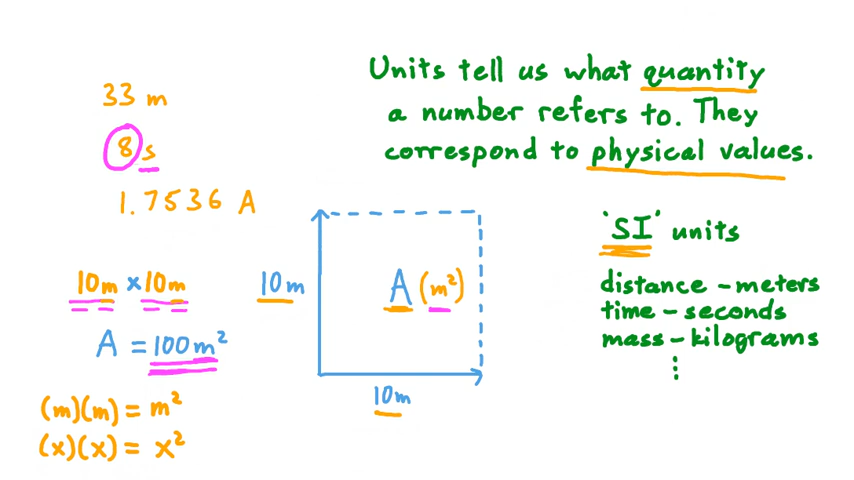 33 m
8 s
1.7536 A
Units tell us what quantity
a number refers to. They
correspond to physical values.
'SI' units
distance – meters
time – seconds
mass – kilograms
⋮
10m × 10m
A = 100m²
(m)(m) = m²
(x)(x) = x²
10m
A (m²)
10m